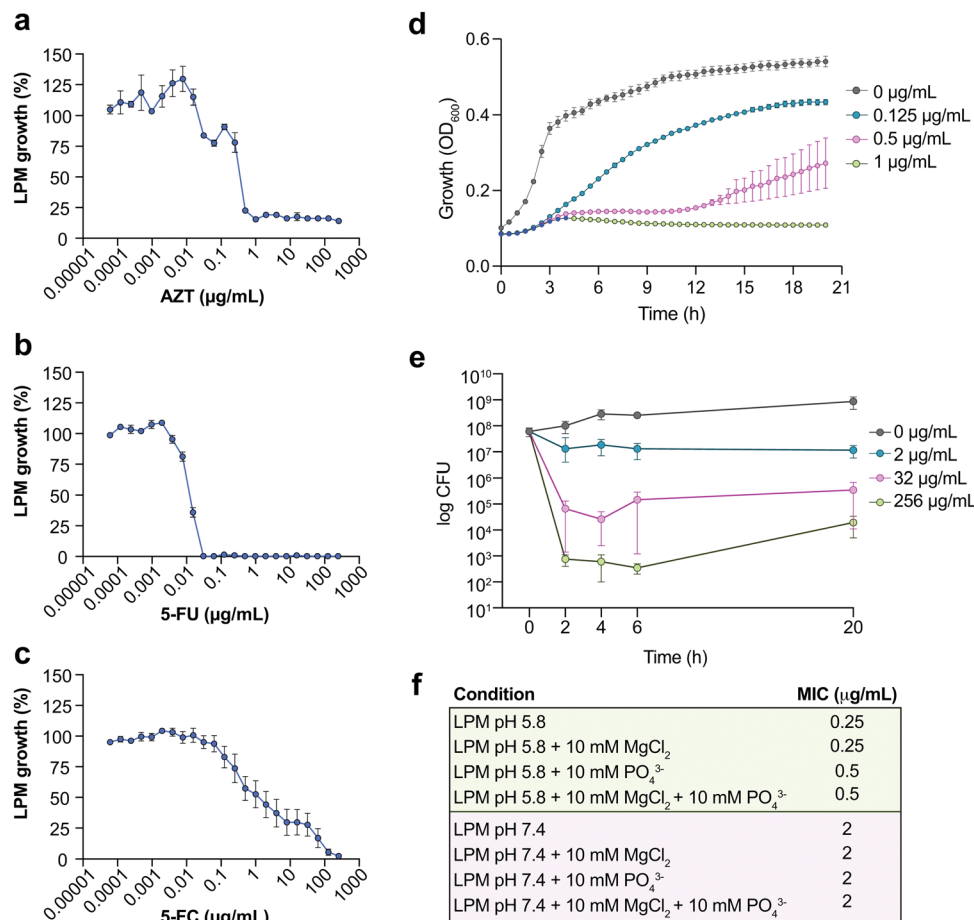 a
LPM growth (%)
150
125
100
75
50
25
0
0.00001
0.0001
0.001
0.01
0.1
1
10
100
1000
AZT (µg/mL)
b
LPM growth (%)
150
125
100
75
50
25
0
0.00001
0.0001
0.001
0.01
0.1
1
10
100
1000
5-FU (µg/mL)
c
LPM growth (%)
150
125
100
75
50
25
0
0.00001
0.0001
0.001
0.01
0.1
1
10
100
1000
5-FC (µg/mL)
d
Growth (OD600)
0.6
0.4
0.2
0.0
0 3 6 9 12 15 18 21
Time (h)
0 µg/mL
0.125 µg/mL
0.5 µg/mL
1 µg/mL
e
log CFU
10^10
10^9
10^8
10^7
10^6
10^5
10^4
10^3
10^2
10^1
0 2 4 6 20
Time (h)
0 µg/mL
2 µg/mL
32 µg/mL
256 µg/mL
f
Condition MIC (µg/mL)
LPM pH 5.8 0.25
LPM pH 5.8 + 10 mM MgCl2 0.25
LPM pH 5.8 + 10 mM PO4^3- 0.5
LPM pH 5.8 + 10 mM MgCl2 + 10 mM PO4^3- 0.5
LPM pH 7.4 2
LPM pH 7.4 + 10 mM MgCl2 2
LPM pH 7.4 + 10 mM PO4^3- 2
LPM pH 7.4 + 10 mM MgCl2 + 10 mM PO4^3- 2